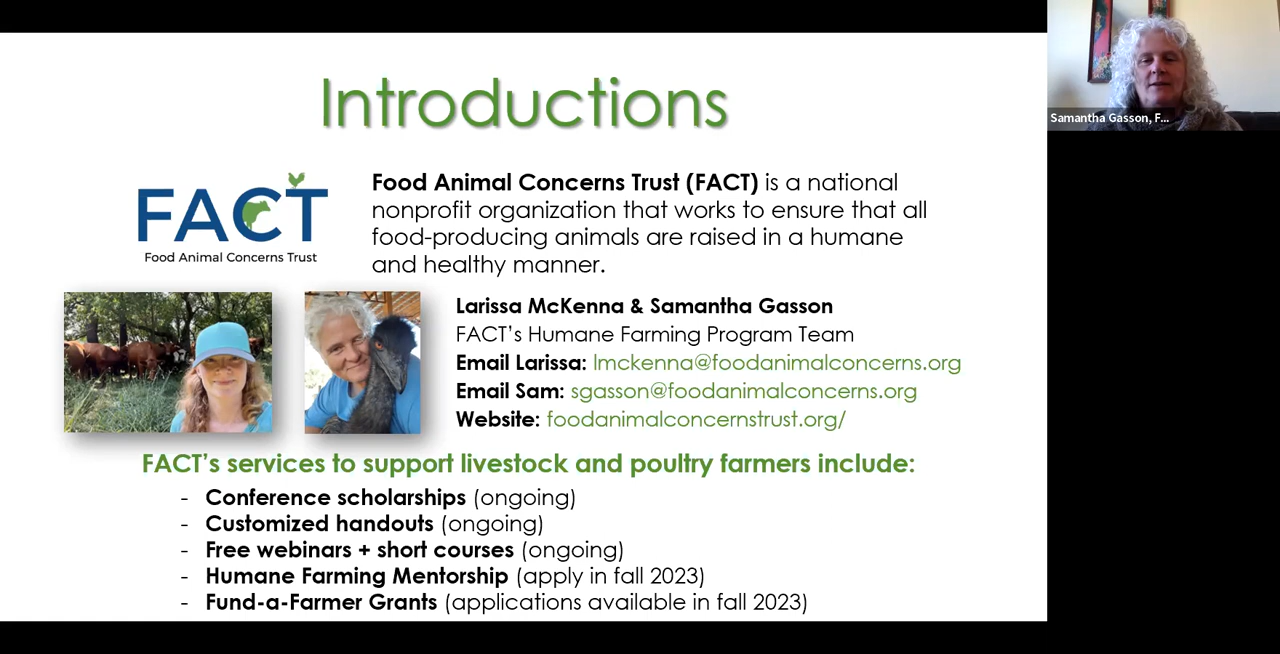 Introductions
FACT
Food Animal Concerns Trust
Food Animal Concerns Trust (FACT) is a national
nonprofit organization that works to ensure that all
food-producing animals are raised in a humane
and healthy manner.
Larissa McKenna & Samantha Gasson
FACT's Humane Farming Program Team
Email Larissa: lmckenna@foodanimalconcerns.org
Email Sam: sgasson@foodanimalconcerns.org
Website: foodanimalconcernstrust.org/
FACT's services to support livestock and poultry farmers include:
- Conference scholarships (ongoing)
- Customized handouts (ongoing)
- Free webinars + short courses (ongoing)
- Humane Farming Mentorship (apply in fall 2023)
- Fund-a-Farmer Grants (applications available in fall 2023)
Samantha Gasson, F...